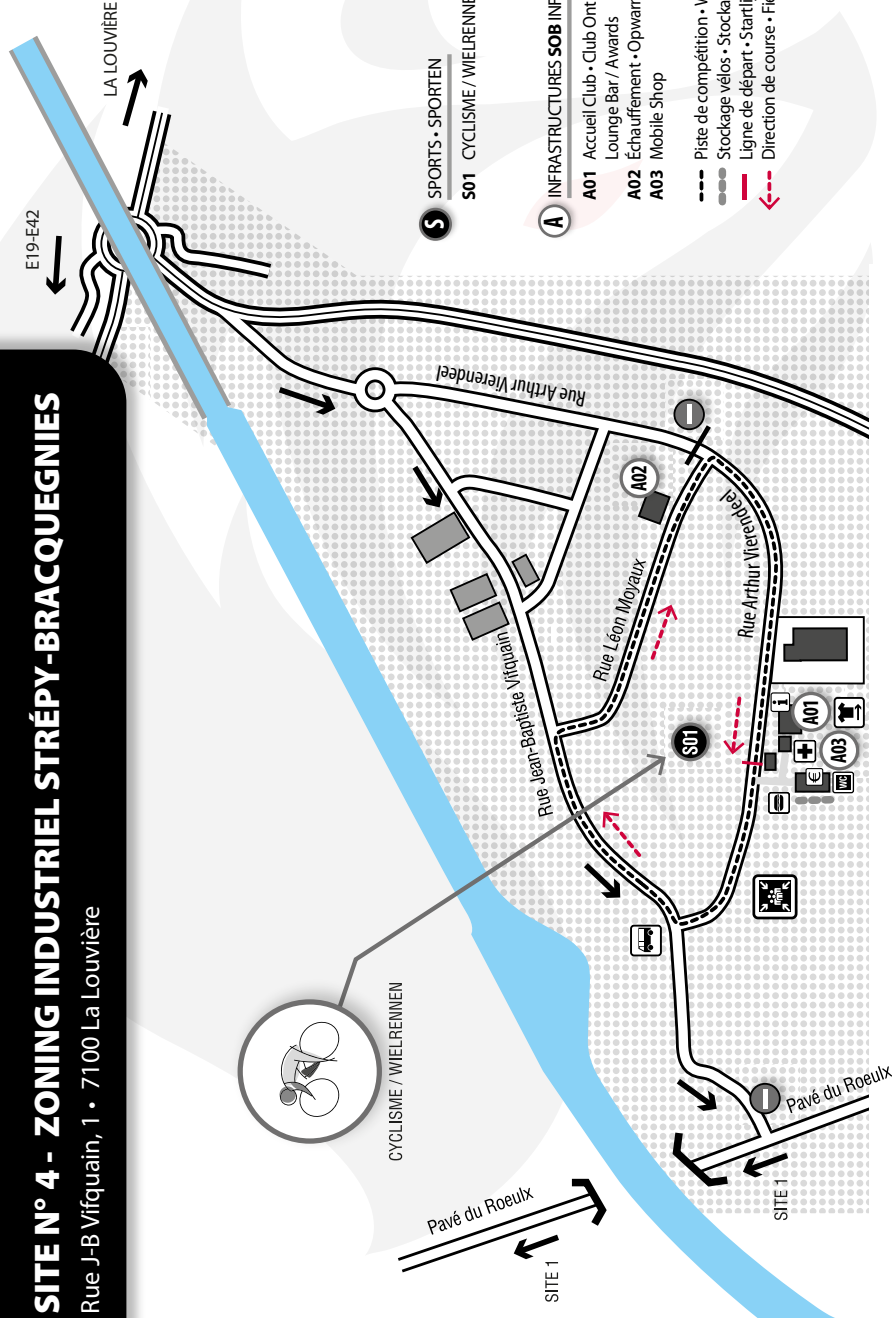 SITE N° 4 - ZONING INDUSTRIEL STRÉPY-BRACQUEGNIES
Rue J-B Vifquain, 1 • 7100 La Louvière
E19-E42
LA LOUVIÈRE
CYCLISME / WIELRENNEN
Pavé du Roeulx
SITE 1
SITE 1
Pavé du Roeulx
Rue Jean-Baptiste Vifquain
Rue Léon Moyaux
Rue Arthur Vierendeel
Rue Arthur Vierendeel
A02
S01
i
A01
A03
€
WC
S SPORTS • SPORTEN
S01 CYCLISME / WIELRENNE
A INFRASTRUCTURES SOB INF
A01 Accueil Club • Club Ont
Lounge Bar / Awards
A02 Échauffement • Opwarm
A03 Mobile Shop
Piste de compétition • W
Stockage vélos • Stocka
Ligne de départ • Startlij
Direction de course • Fie